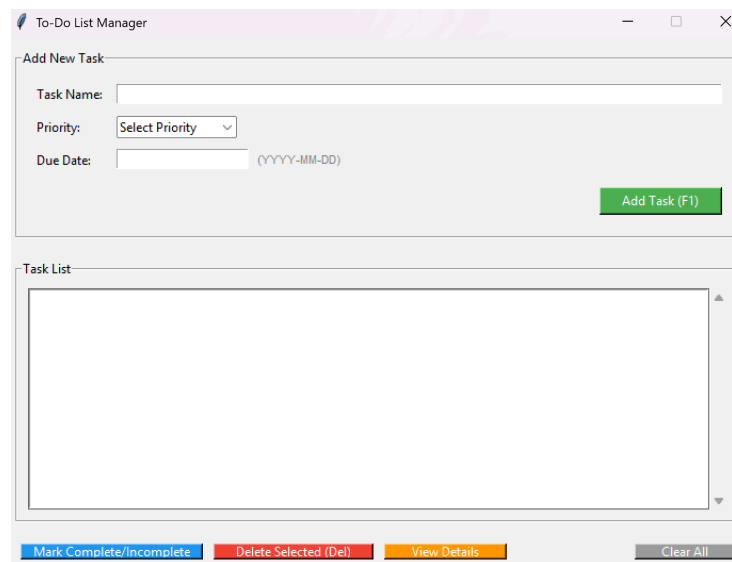 To-Do List Manager
Add New Task
Task Name:
Priority: Select Priority
Due Date: (YYYY-MM-DD)
Add Task (F1)
Task List
Mark Complete/Incomplete Delete Selected (Del) View Details Clear All